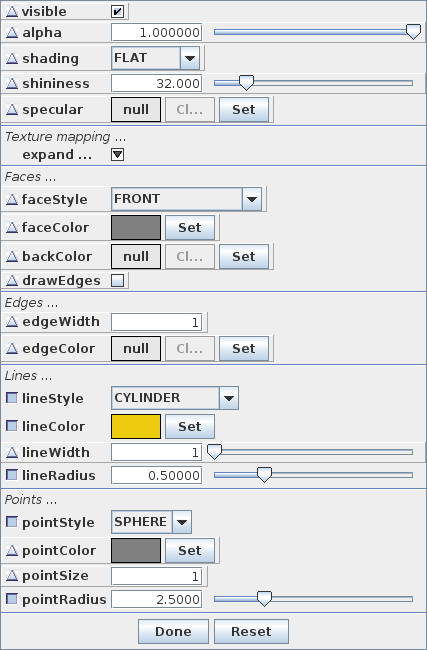 visible
alpha 1.000000
shading FLAT
shininess 32.000
specular null Cl... Set
Texture mapping ...
expand ...
Faces ...
faceStyle FRONT
faceColor Set
backColor null Cl... Set
drawEdges
Edges ...
edgeWidth 1
edgeColor null Cl... Set
Lines ...
lineStyle CYLINDER
lineColor Set
lineWidth 1
lineRadius 0.50000
Points ...
pointStyle SPHERE
pointColor Set
pointSize 1
pointRadius 2.5000
Done Reset